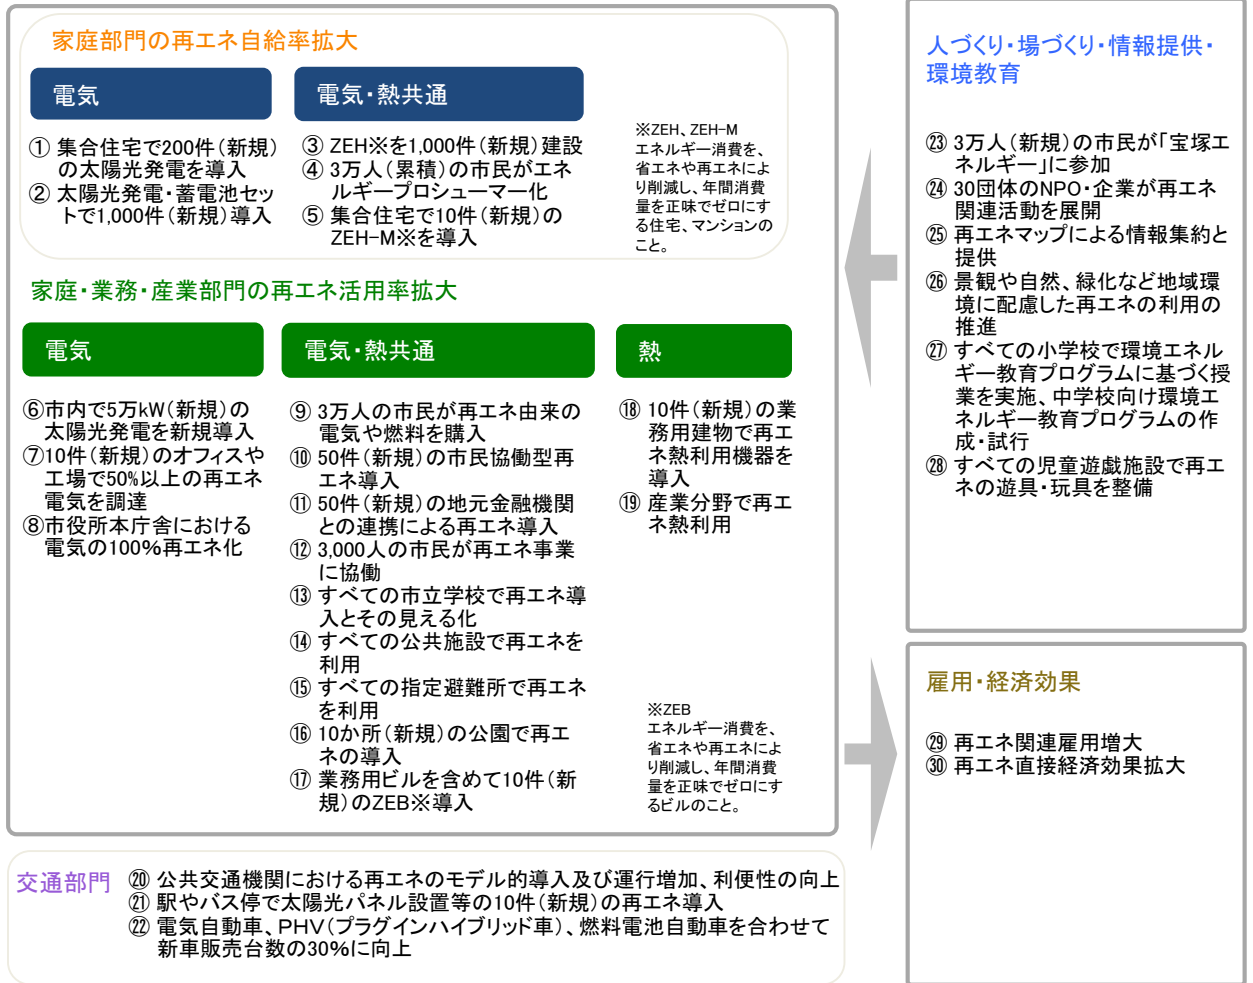 家庭部門の再エネ自給率拡大
電気
① 集合住宅で200件（新規）
の太陽光発電を導入
② 太陽光発電・蓄電池セッ
トで1,000件（新規）導入
電気・熱共通
③ ZEH※を1,000件（新規）建設
④ 3万人（累積）の市民がエネ
ルギープロシューマー化
⑤ 集合住宅で10件（新規）の
ZEH-M※を導入
※ZEH、ZEH-M
エネルギー消費を、
省エネや再エネによ
り削減し、年間消費
量を正味でゼロにす
る住宅、マンションの
こと。
家庭・業務・産業部門の再エネ活用率拡大
電気
⑥市内で5万kW（新規）の
太陽光発電を新規導入
⑦10件（新規）のオフィスや
工場で50%以上の再エネ
電気を調達
⑧市役所本庁舎における
電気の100％再エネ化
電気・熱共通
⑨ 3万人の市民が再エネ由来の
電気や燃料を購入
⑩ 50件（新規）の市民協働型再
エネ導入
⑪ 50件（新規）の地元金融機関
との連携による再エネ導入
⑫ 3,000人の市民が再エネ事業
に協働
⑬ すべての市立学校で再エネ導
入とその見える化
⑭ すべての公共施設で再エネを
利用
⑮ すべての指定避難所で再エネ
を利用
⑯ 10か所（新規）の公園で再エ
ネの導入
⑰ 業務用ビルを含めて10件（新
規）のZEB※導入
熱
⑱ 10件（新規）の業
務用建物で再エ
ネ熱利用機器を
導入
⑲ 産業分野で再エ
ネ熱利用
※ZEB
エネルギー消費を、
省エネや再エネによ
り削減し、年間消費
量を正味でゼロにす
るビルのこと。
交通部門
⑳ 公共交通機関における再エネのモデル的導入及び運行増加、利便性の向上
㉑ 駅やバス停で太陽光パネル設置等の10件（新規）の再エネ導入
㉒ 電気自動車、PHV（プラグインハイブリッド車）、燃料電池自動車を合わせて
新車販売台数の30％に向上
人づくり・場づくり・情報提供・
環境教育
㉓ 3万人（新規）の市民が「宝塚エ
ネルギー」に参加
㉔ 30団体のNPO・企業が再エネ
関連活動を展開
㉕ 再エネマップによる情報集約と
提供
㉖ 景観や自然、緑化など地域環
境に配慮した再エネの利用の
推進
㉗ すべての小学校で環境エネル
ギー教育プログラムに基づく授
業を実施、中学校向け環境エ
ネルギー教育プログラムの作
成・試行
㉘ すべての児童遊戯施設で再エ
ネの遊具・玩具を整備
雇用・経済効果
㉙ 再エネ関連雇用増大
㉚ 再エネ直接経済効果拡大